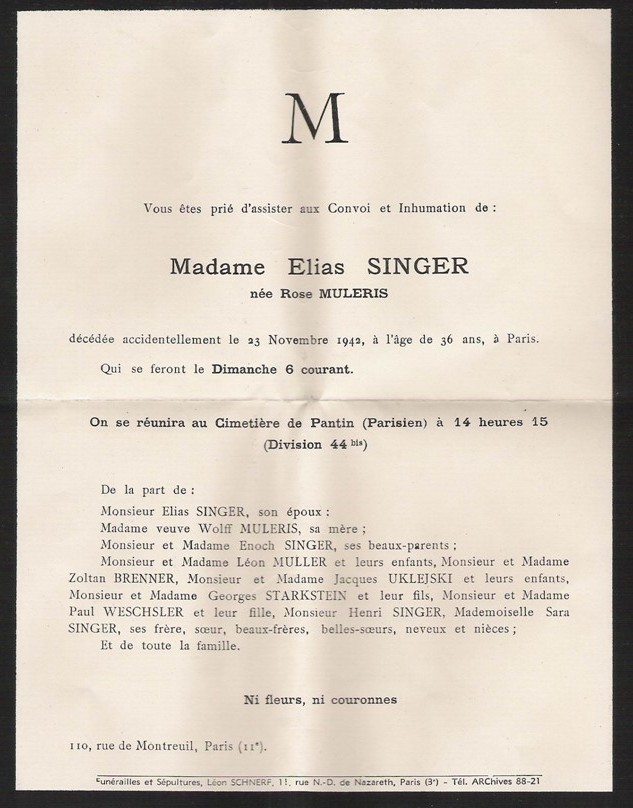 M
Vous êtes prié d'assister aux Convoi et Inhumation de :
Madame Elias SINGER
née Rose MULERIS
décédée accidentellement le 23 Novembre 1942, à l'âge de 36 ans, à Paris.
Qui se feront le Dimanche 6 courant.
On se réunira au Cimetière de Pantin (Parisien) à 14 heures 15
(Division 44 bis)
De la part de :
Monsieur Elias SINGER, son époux :
Madame veuve Wolff MULERIS, sa mère ;
Monsieur et Madame Enoch SINGER, ses beaux-parents ;
Monsieur et Madame Léon MULLER et leurs enfants, Monsieur et Madame
Zoltan BRENNER, Monsieur et Madame Jacques UKLEJSKI et leurs enfants,
Monsieur et Madame Georges STARKSTEIN et leur fils, Monsieur et Madame
Paul WESCHSLER et leur fille, Monsieur Henri SINGER, Mademoiselle Sara
SINGER, ses frère, sœur, beaux-frères, belles-sœurs, neveux et nièces ;
Et de toute la famille.
Ni fleurs, ni couronnes
110, rue de Montreuil, Paris (11e).
Funérailles et Sépultures, Léon SCHNERF, 11, rue N.-D. de Nazareth, Paris (3e) - Tél. ARChives 88-21